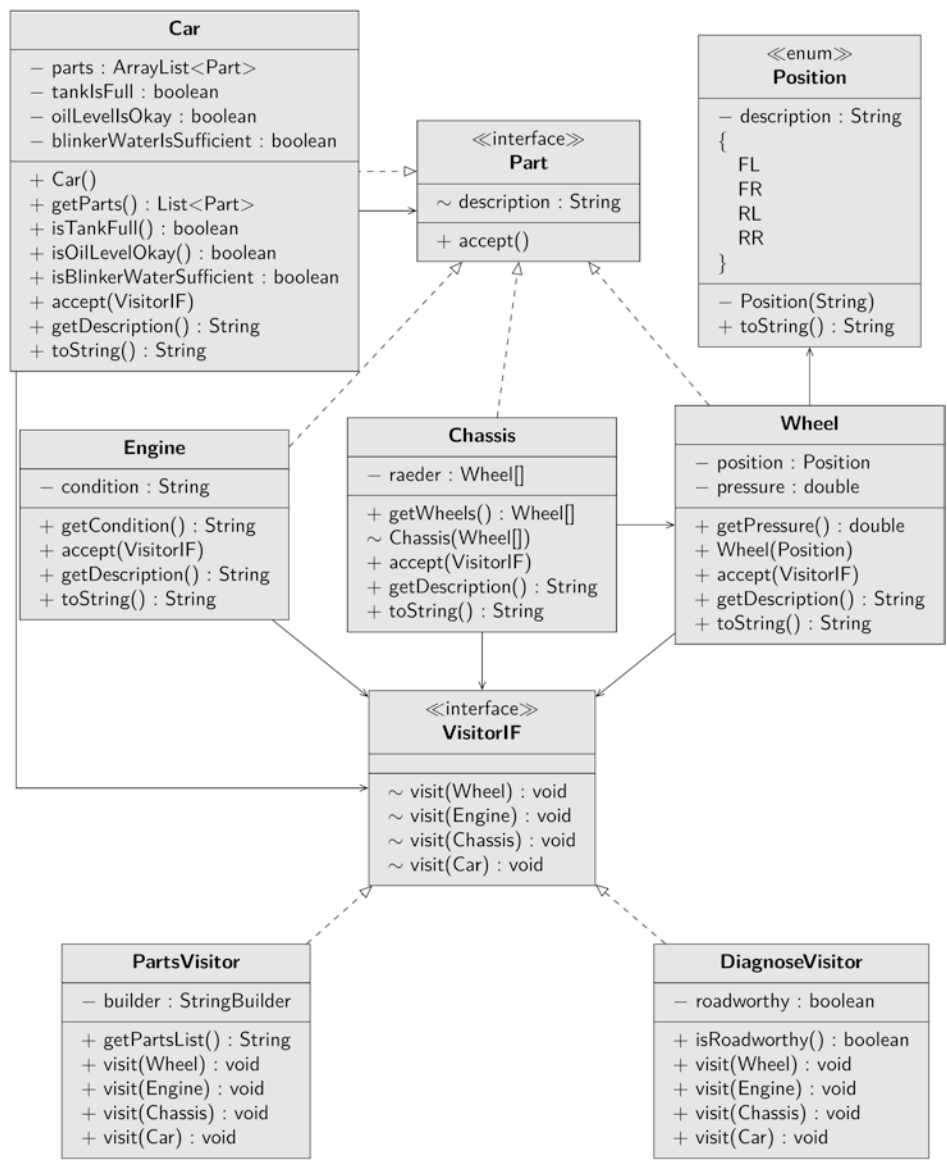 Car
− parts : ArrayList<Part>
− tankIsFull : boolean
− oilLevelIsOkay : boolean
− blinkerWaterIsSufficient : boolean
+ Car()
+ getParts() : List<Part>
+ isTankFull() : boolean
+ isOilLevelOkay() : boolean
+ isBlinkerWaterSufficient : boolean
+ accept(VisitorIF)
+ getDescription() : String
+ toString() : String
≪interface≫
Part
∼ description : String
+ accept()
≪enum≫
Position
− description : String
{
FL
FR
RL
RR
}
− Position(String)
+ toString() : String
Engine
− condition : String
+ getCondition() : String
+ accept(VisitorIF)
+ getDescription() : String
+ toString() : String
Chassis
− raeder : Wheel[]
+ getWheels() : Wheel[]
∼ Chassis(Wheel[])
+ accept(VisitorIF)
+ getDescription() : String
+ toString() : String
Wheel
− position : Position
− pressure : double
+ getPressure() : double
+ Wheel(Position)
+ accept(VisitorIF)
+ getDescription() : String
+ toString() : String
≪interface≫
VisitorIF
∼ visit(Wheel) : void
∼ visit(Engine) : void
∼ visit(Chassis) : void
∼ visit(Car) : void
PartsVisitor
− builder : StringBuilder
+ getPartsList() : String
+ visit(Wheel) : void
+ visit(Engine) : void
+ visit(Chassis) : void
+ visit(Car) : void
DiagnoseVisitor
− roadworthy : boolean
+ isRoadworthy() : boolean
+ visit(Wheel) : void
+ visit(Engine) : void
+ visit(Chassis) : void
+ visit(Car) : void